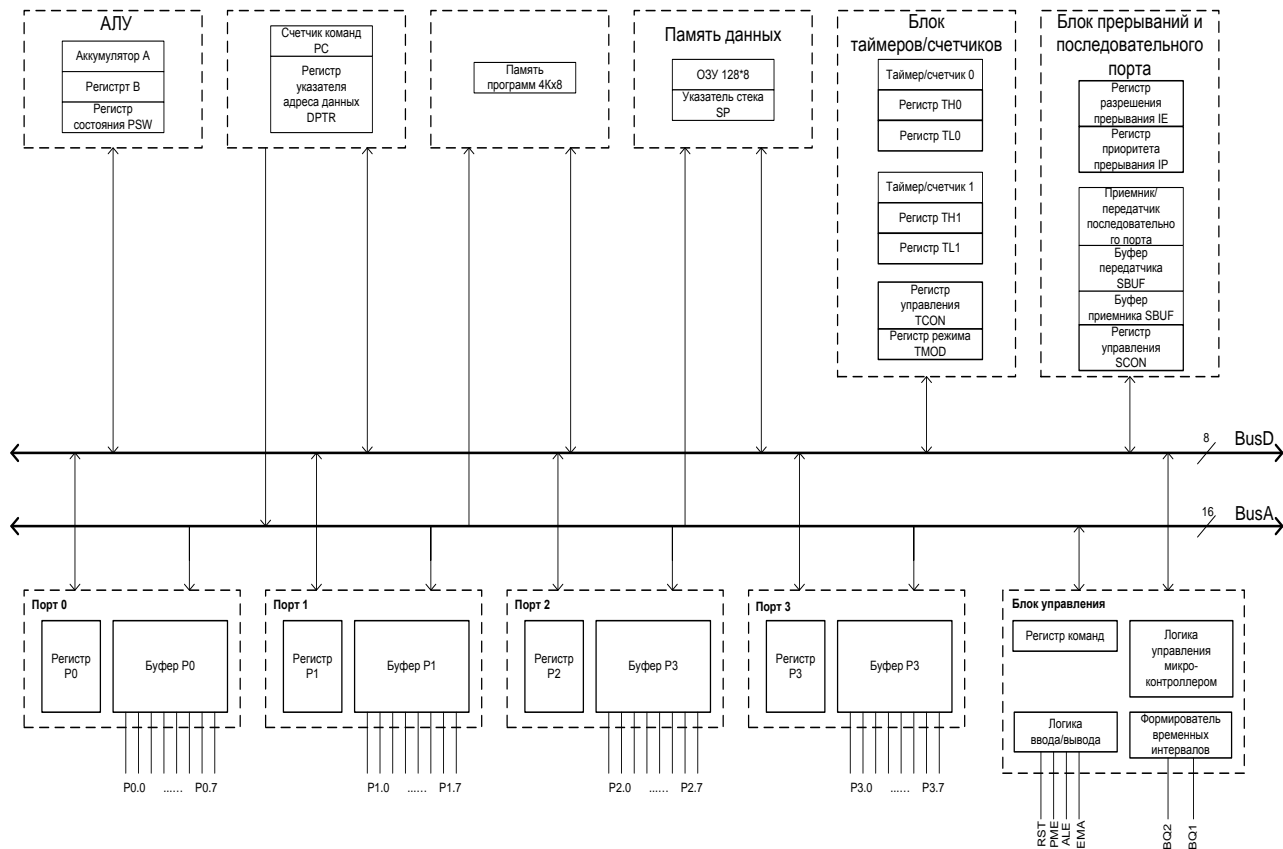 АЛУ
Аккумулятор А
Регистрт В
Регистр
состояния PSW
Счетчик команд
PC
Регистр
указателя
адреса данных
DPTR
Память
программ 4Кх8
Память данных
ОЗУ 128*8
Указатель стека
SP
Блок
таймеров/счетчиков
Таймер/счетчик 0
Регистр TH0
Регистр TL0
Таймер/счетчик 1
Регистр TH1
Регистр TL1
Регистр
управления
TCON
Регистр режима
TMOD
Блок прерываний и
последовательного
порта
Регистр
разрешения
прерывания IE
Регистр
приоритета
прерывания IP
Приемник/
передатчик
последовательно
го порта
Буфер
передатчика
SBUF
Буфер
приемника SBUF
Регистр
управления
SCON
8 BusD
16 BusA
Порт 0
Регистр
P0
Буфер P0
P0.0 ...... P0.7
Порт 1
Регистр
P1
Буфер P1
P1.0 ...... P1.7
Порт 2
Регистр
P2
Буфер P3
P2.0 ...... P2.7
Порт 3
Регистр
P3
Буфер P3
P3.0 ...... P3.7
Блок управления
Регистр команд
Логика
управления
микро-
контроллером
Логика
ввода/вывода
Формирователь
временных
интервалов
RST
PME
ALE
EMA
BQ2
BQ1